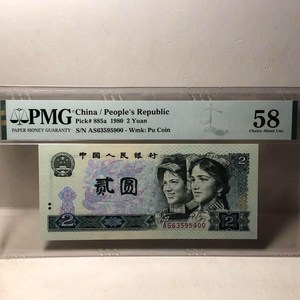 PMG
PAPER MONEY GUARANTY
China / People's Republic
Pick# 885a 1980 2 Yuan
S/N AS63595900 - Wmk: Pu Coin
58
Choice About Unc
中国人民银行
贰圆
2
2
AS63595900